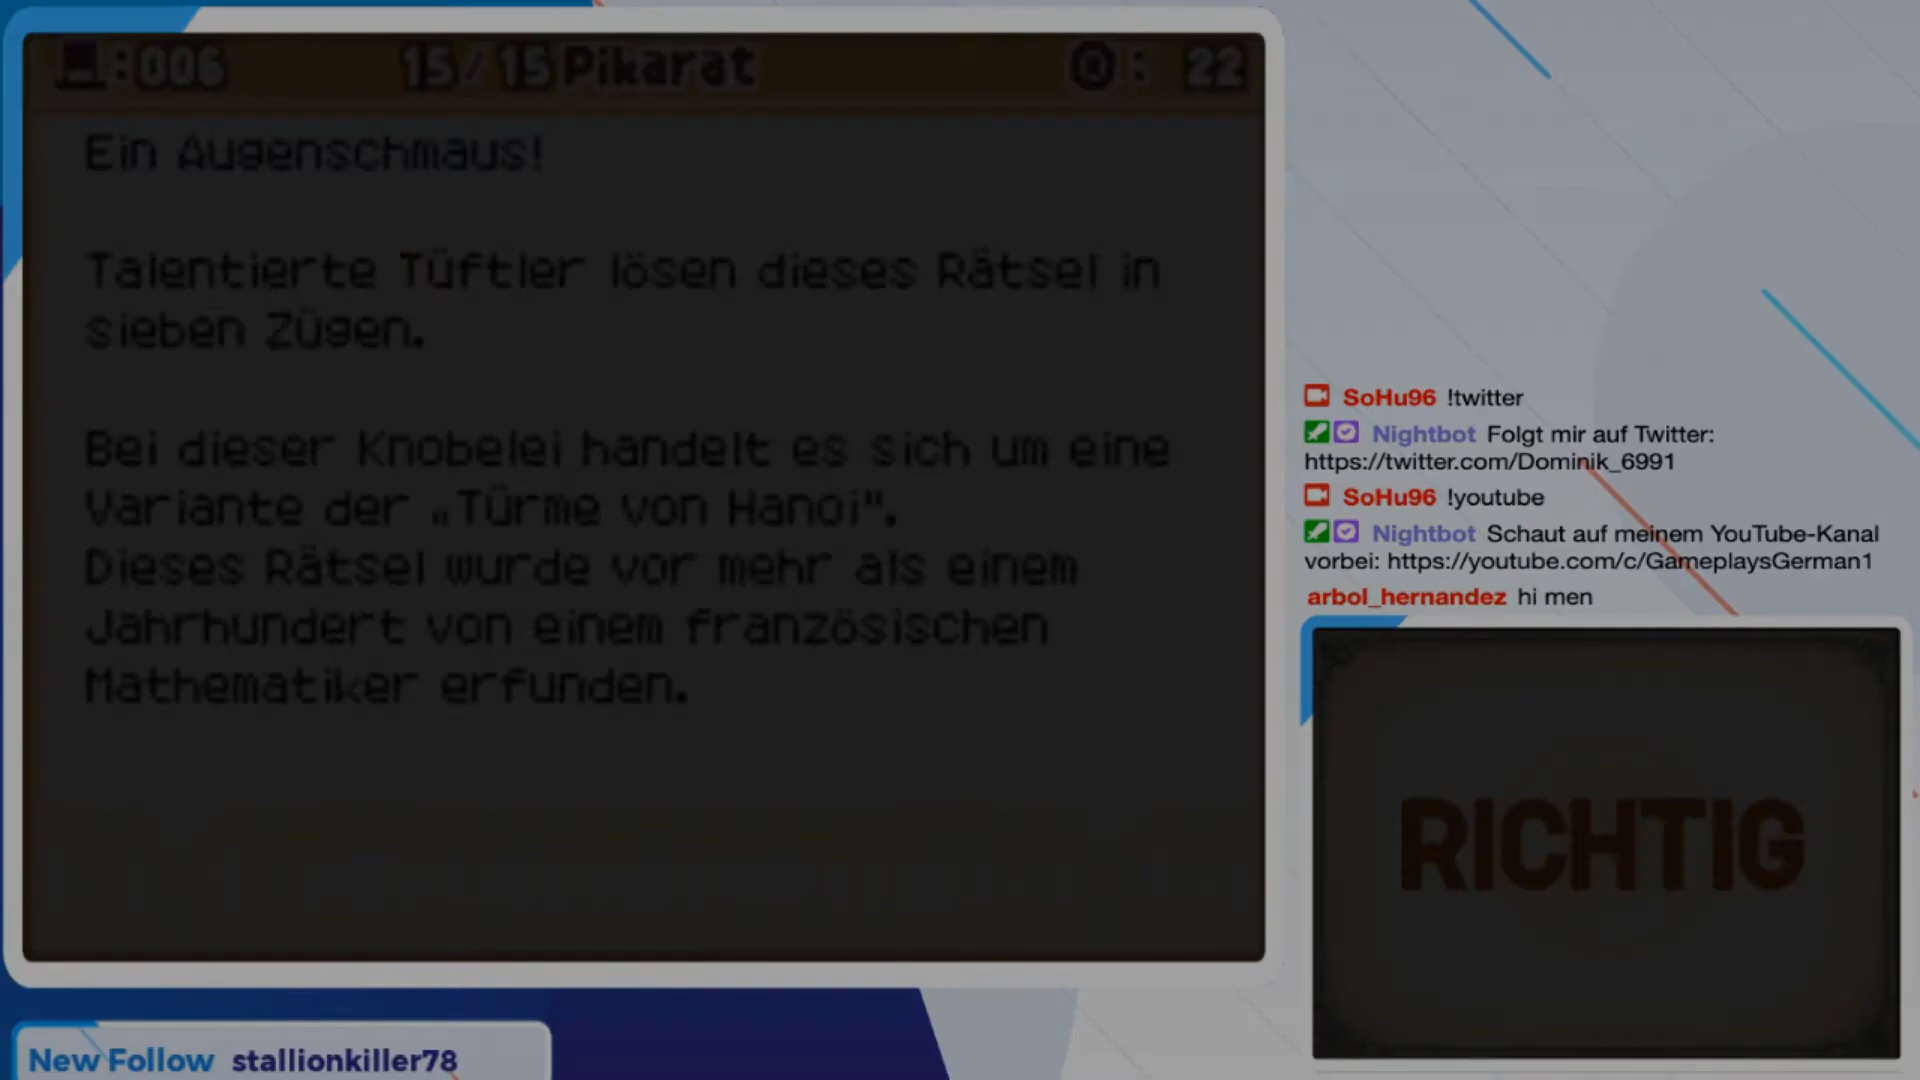 :006 15/15 Pikarat : 22
Ein Augenschmaus!
Talentierte Tüftler lösen dieses Rätsel in
sieben Zügen.
Bei dieser Knobelei handelt es sich um eine
Variante der „Türme von Hanoi".
Dieses Rätsel wurde vor mehr als einem
Jahrhundert von einem französischen
Mathematiker erfunden.
SoHu96 !twitter
Nightbot Folgt mir auf Twitter:
https://twitter.com/Dominik_6991
SoHu96 !youtube
Nightbot Schaut auf meinem YouTube-Kanal
vorbei: https://youtube.com/c/GameplaysGerman1
arbol_hernandez hi men
RICHTIG
New Follow stallionkiller78